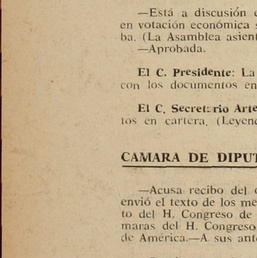 —Está a discusión
en votación económica s
ba. (La Asamblea asient
—Aprobada.
El C. Presidente: La
con los documentos en
El C. Secretario Arte
tos en cartera. (Leyend
CAMARA DE DIPUT
—Acusa recibo del
envió el texto de los me
to del H. Congreso de
maras del H. Congreso
de América.—A sus ant